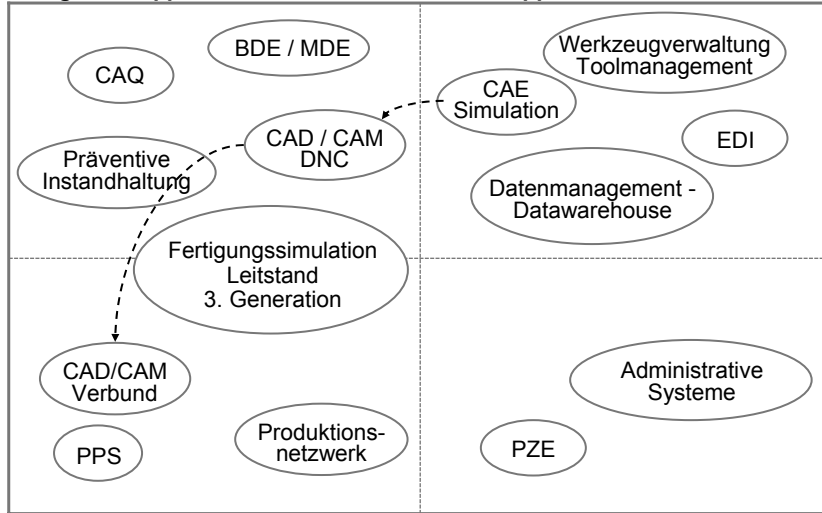 BDE / MDE
Werkzeugverwaltung
Toolmanagement
CAQ
CAE
Simulation
CAD / CAM
DNC
EDI
Präventive
Instandhaltung
Datenmanagement -
Datawarehouse
Fertigungssimulation
Leitstand
3. Generation
CAD/CAM
Verbund
Administrative
Systeme
Produktions-
netzwerk
PPS
PZE